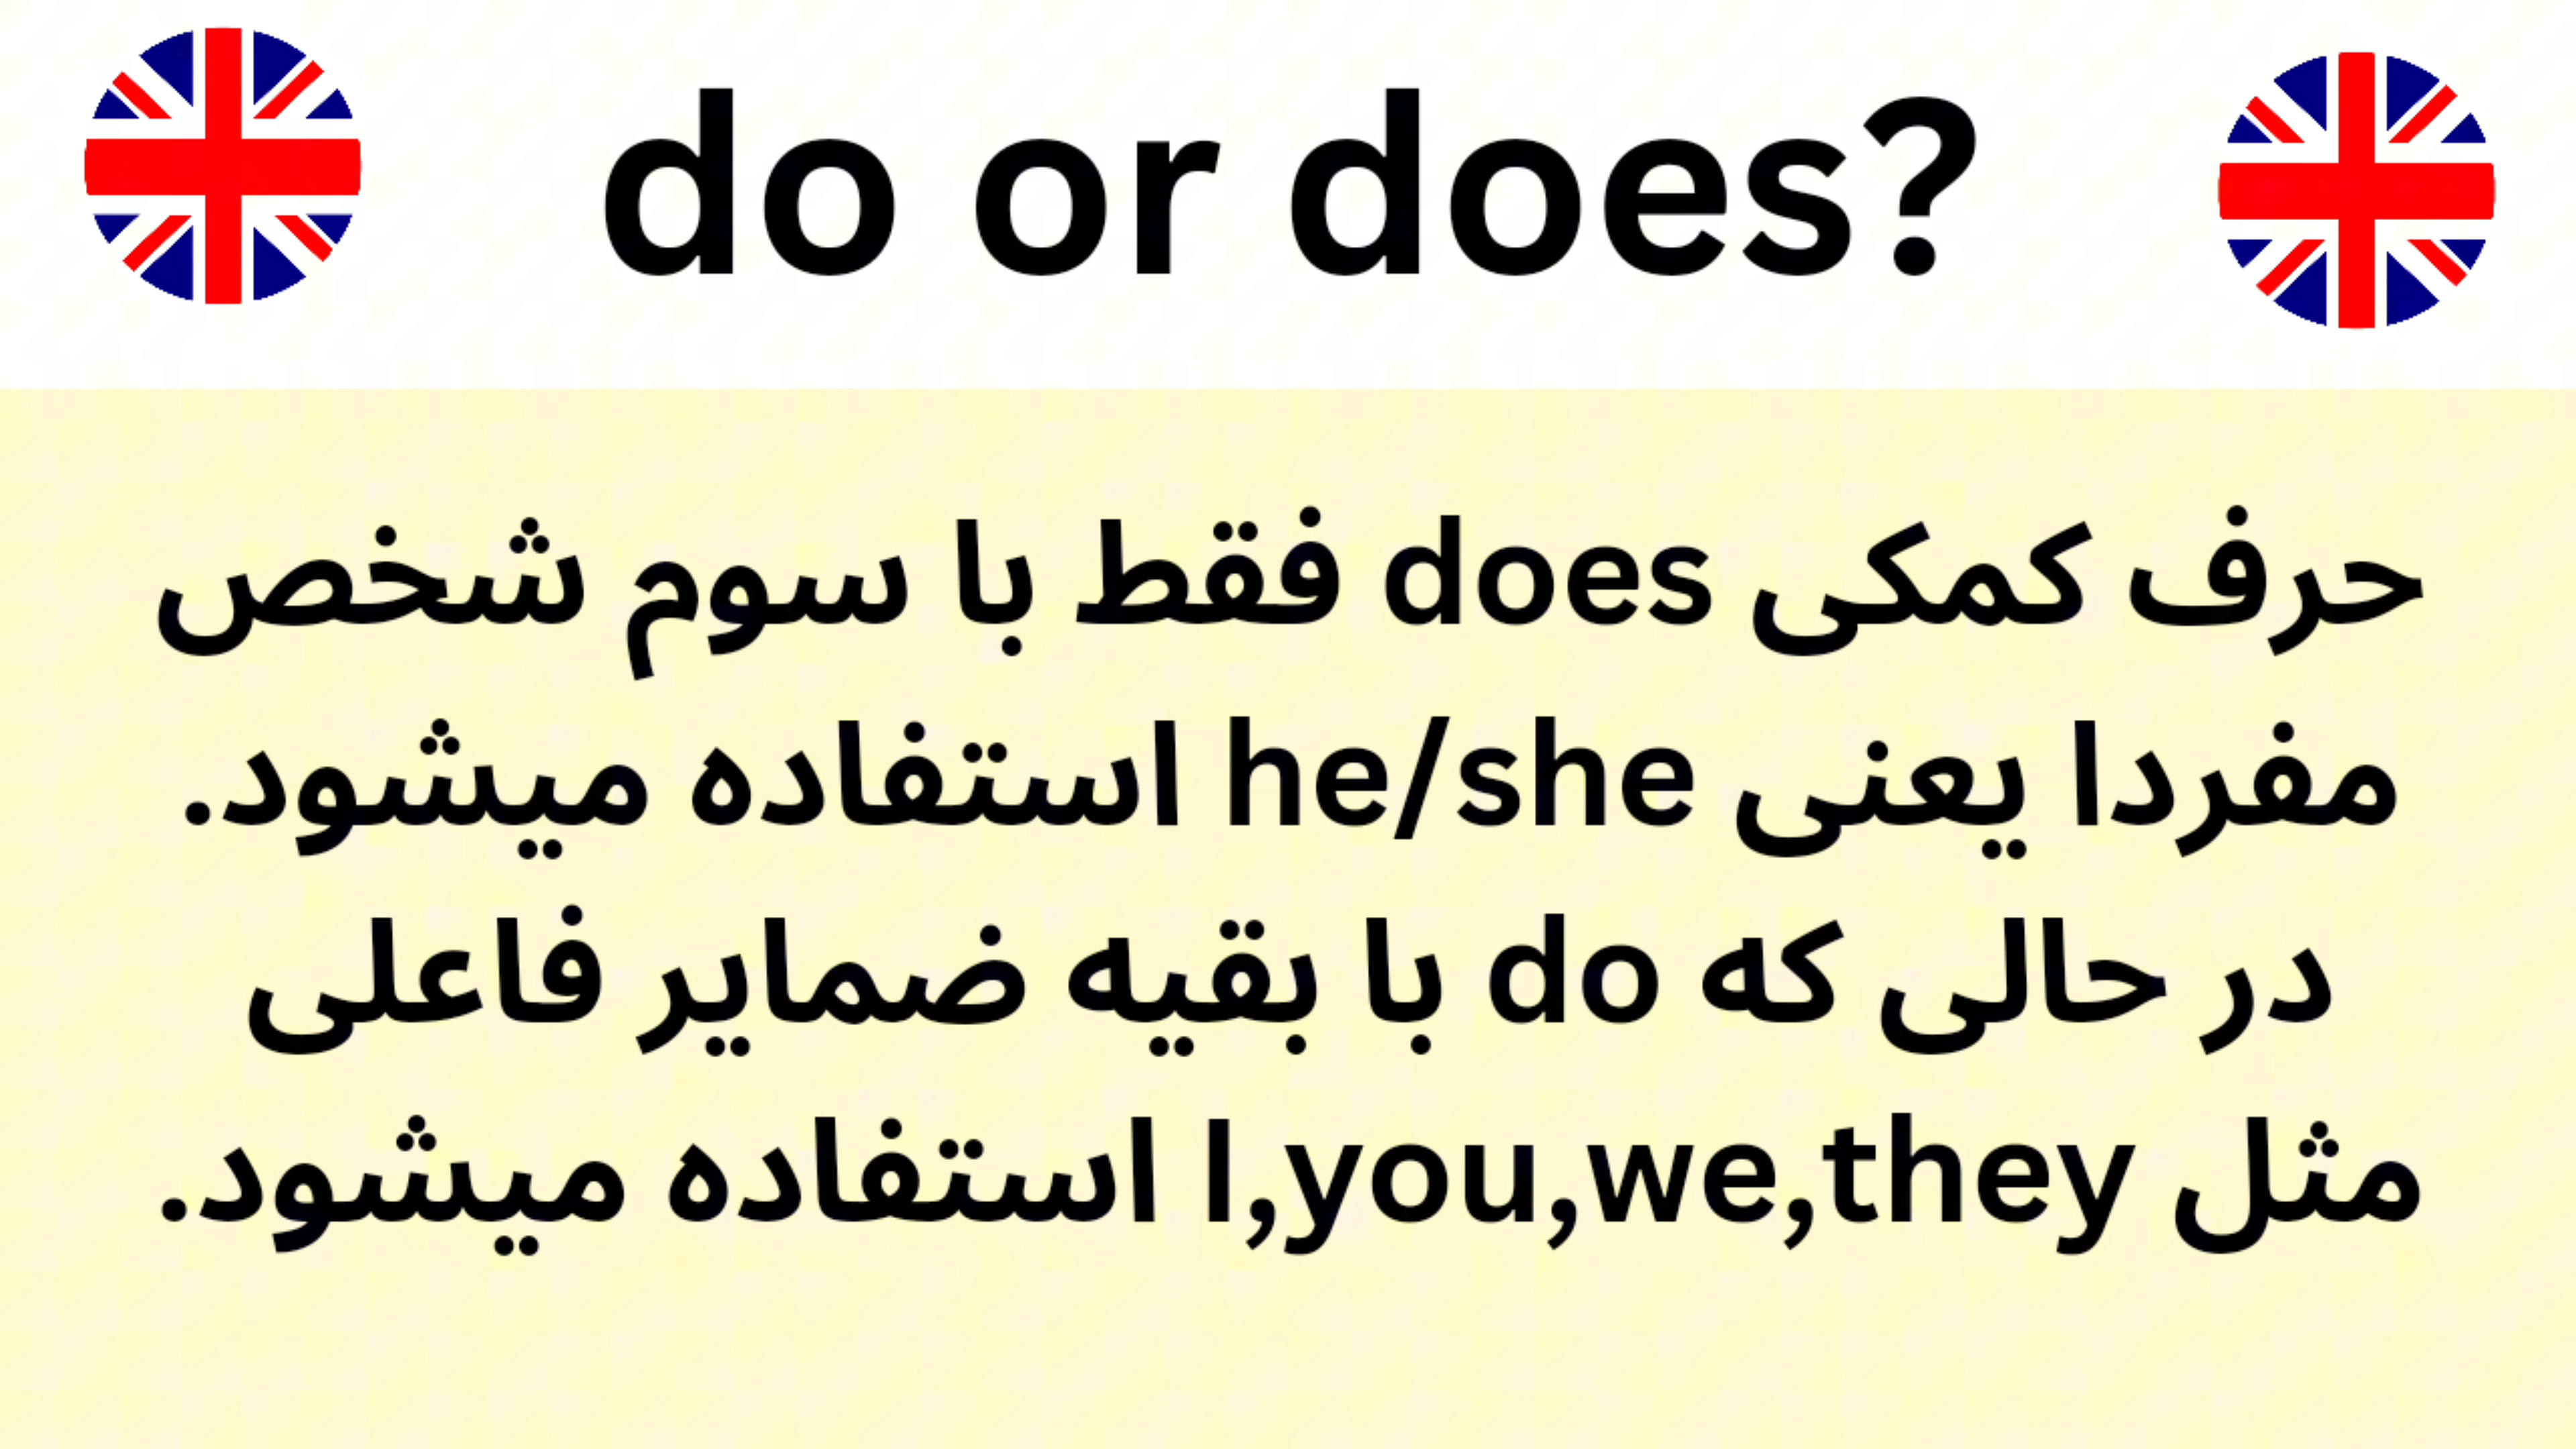 do or does?
حرف کمکی does فقط با سوم شخص
مفردا یعنی he/she استفاده میشود.
در حالی که do با بقیه ضمایر فاعلی
مثل I,you,we,they استفاده میشود.